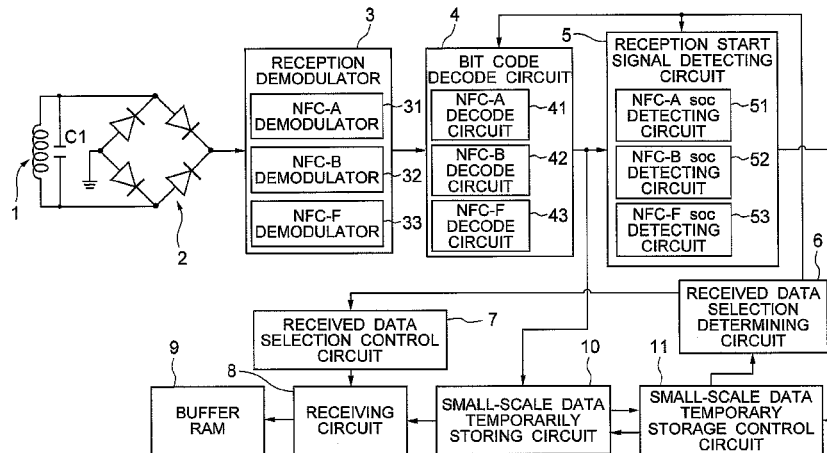 3
RECEPTION
DEMODULATOR
NFC-A
DEMODULATOR
31
NFC-B
DEMODULATOR
32
NFC-F
DEMODULATOR
33
4
BIT CODE
DECODE CIRCUIT
NFC-A
DECODE
CIRCUIT
41
NFC-B
DECODE
CIRCUIT
42
NFC-F
DECODE
CIRCUIT
43
5
RECEPTION START
SIGNAL DETECTING
CIRCUIT
NFC-A soc
DETECTING
CIRCUIT
51
NFC-B soc
DETECTING
CIRCUIT
52
NFC-F soc
DETECTING
CIRCUIT
53
C1
1
2
6
RECEIVED DATA
SELECTION
DETERMINING
CIRCUIT
7
RECEIVED DATA
SELECTION CONTROL
CIRCUIT
9
BUFFER
RAM
8
RECEIVING
CIRCUIT
10
SMALL-SCALE DATA
TEMPORARILY
STORING CIRCUIT
11
SMALL-SCALE DATA
TEMPORARY
STORAGE CONTROL
CIRCUIT